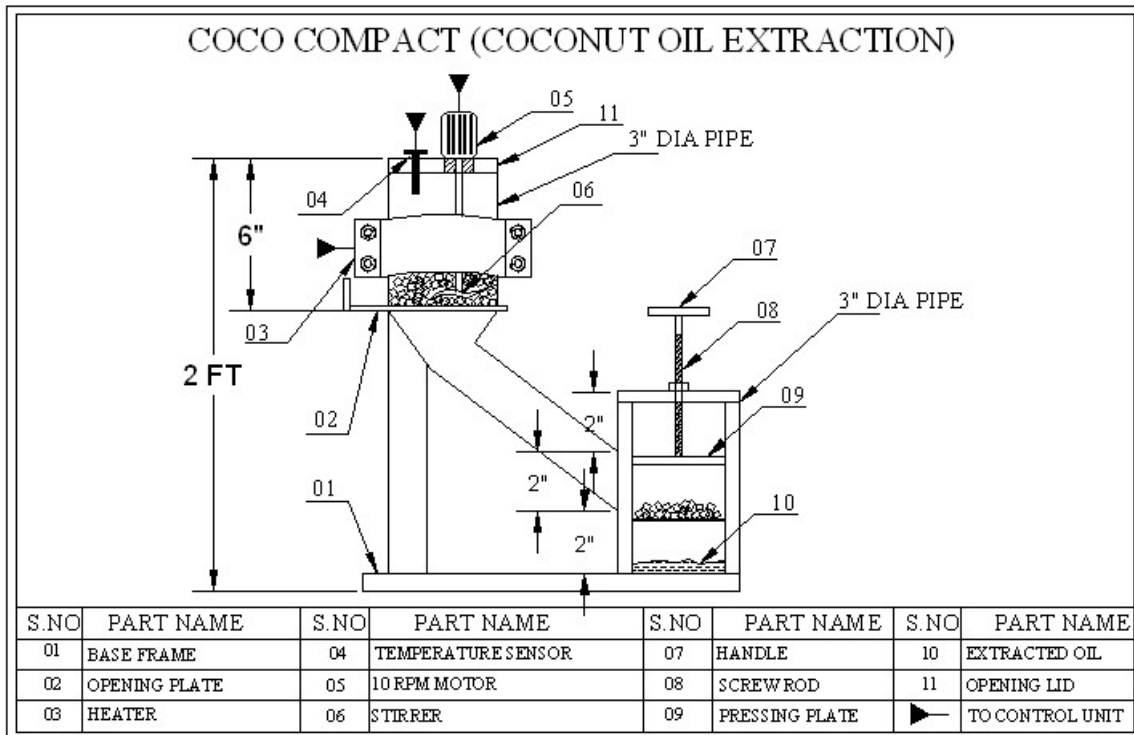 COCO COMPACT (COCONUT OIL EXTRACTION)
05
11
3" DIA PIPE
04
06
6"
07
3" DIA PIPE
03
08
2 FT
09
02
2"
2"
01
10
2"
S.NO PART NAME S.NO PART NAME S.NO PART NAME S.NO PART NAME
01 BASE FRAME 04 TEMPERATURE SENSOR 07 HANDLE 10 EXTRACTED OIL
02 OPENING PLATE 05 10 RPM MOTOR 08 SCREW ROD 11 OPENING LID
03 HEATER 06 STIRRER 09 PRESSING PLATE TO CONTROL UNIT